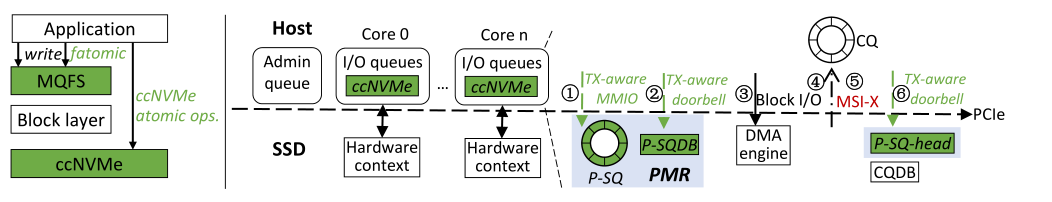 Application
write fatomic
MQFS
ccNVMe
atomic ops.
Block layer
ccNVMe
Host
Core 0
Core n
Admin
queue
I/O queues
ccNVMe
...
I/O queues
ccNVMe
SSD
Hardware
context
Hardware
context
① TX-aware
MMIO
② TX-aware
doorbell
③ Block I/O
CQ
④ ⑤
MSI-X
⑥ TX-aware
doorbell
PCIe
P-SQ
P-SQDB
PMR
DMA
engine
P-SQ-head
CQDB